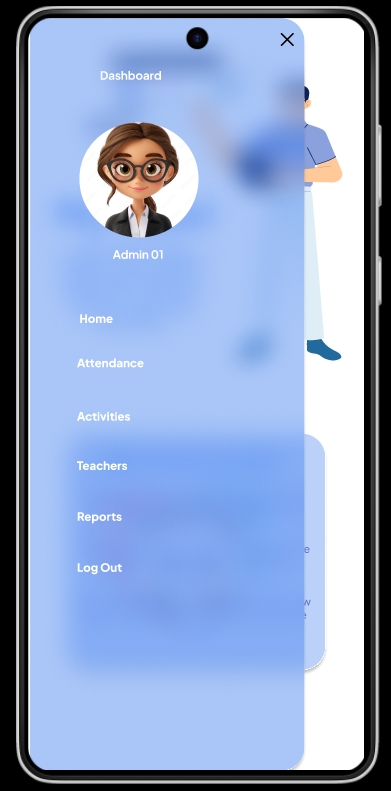 Dashboard
Admin 01
Home
Attendance
Activities
Teachers
Reports
Log Out